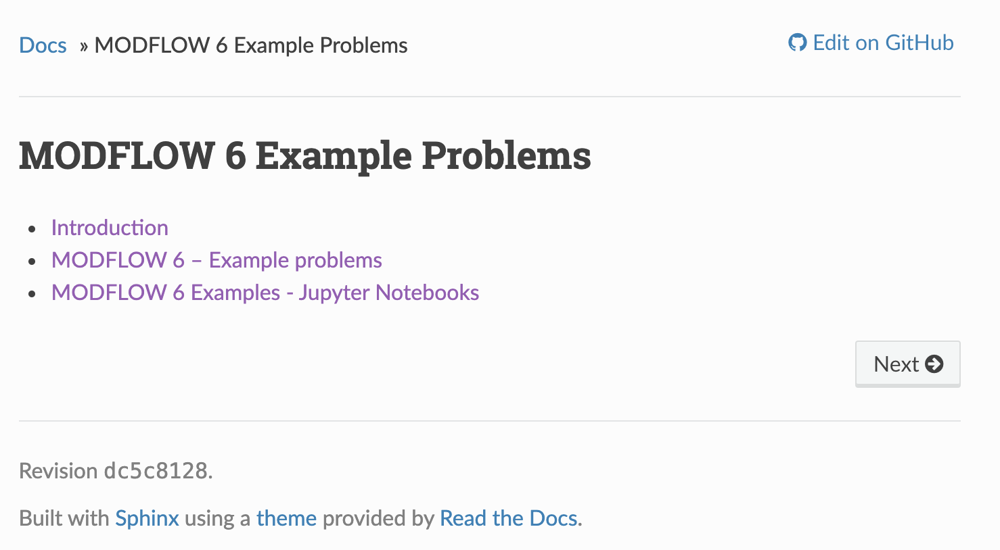 Docs » MODFLOW 6 Example Problems
Edit on GitHub
MODFLOW 6 Example Problems
• Introduction
• MODFLOW 6 – Example problems
• MODFLOW 6 Examples - Jupyter Notebooks
Next
Revision dc5c8128.
Built with Sphinx using a theme provided by Read the Docs.